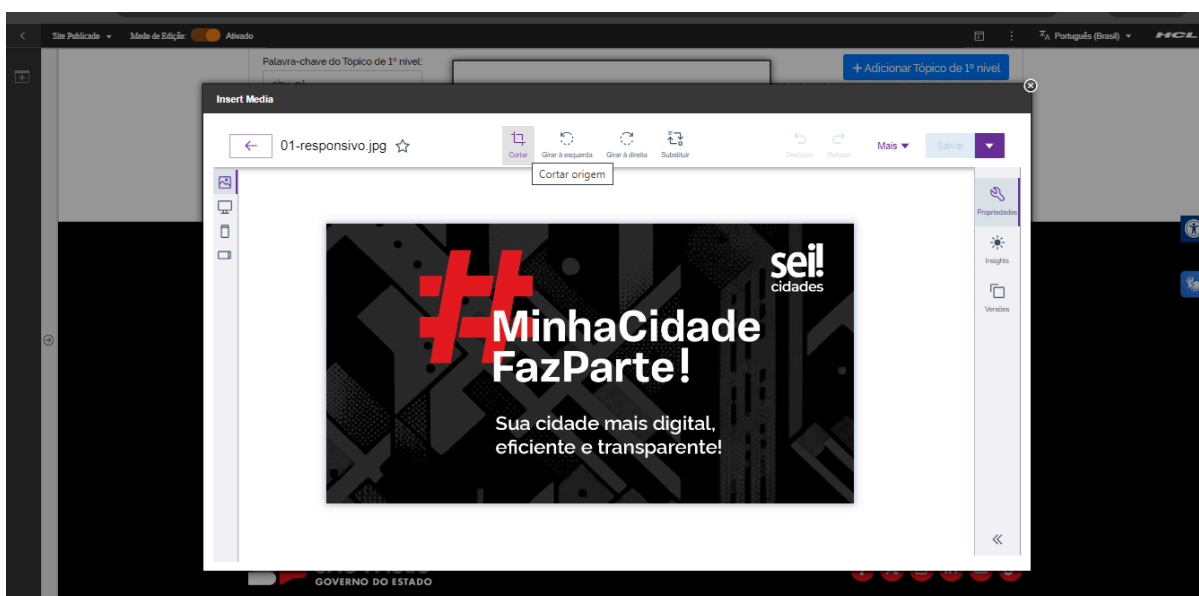 Site Publicado
Modo de Edição:
Ativado
Português (Brasil)
HCL
Palavra-chave do Tópico de 1º nível:
+ Adicionar Tópico de 1º nível
Insert Media
01-responsivo.jpg
Cortar
Girar à esquerda
Girar à direita
Substituir
Desfazer
Refazer
Mais
Salvar
Cortar origem
Propriedades
Insights
Versões
sei!
cidades
#MinhaCidade
FazParte!
Sua cidade mais digital,
eficiente e transparente!
GOVERNO DO ESTADO